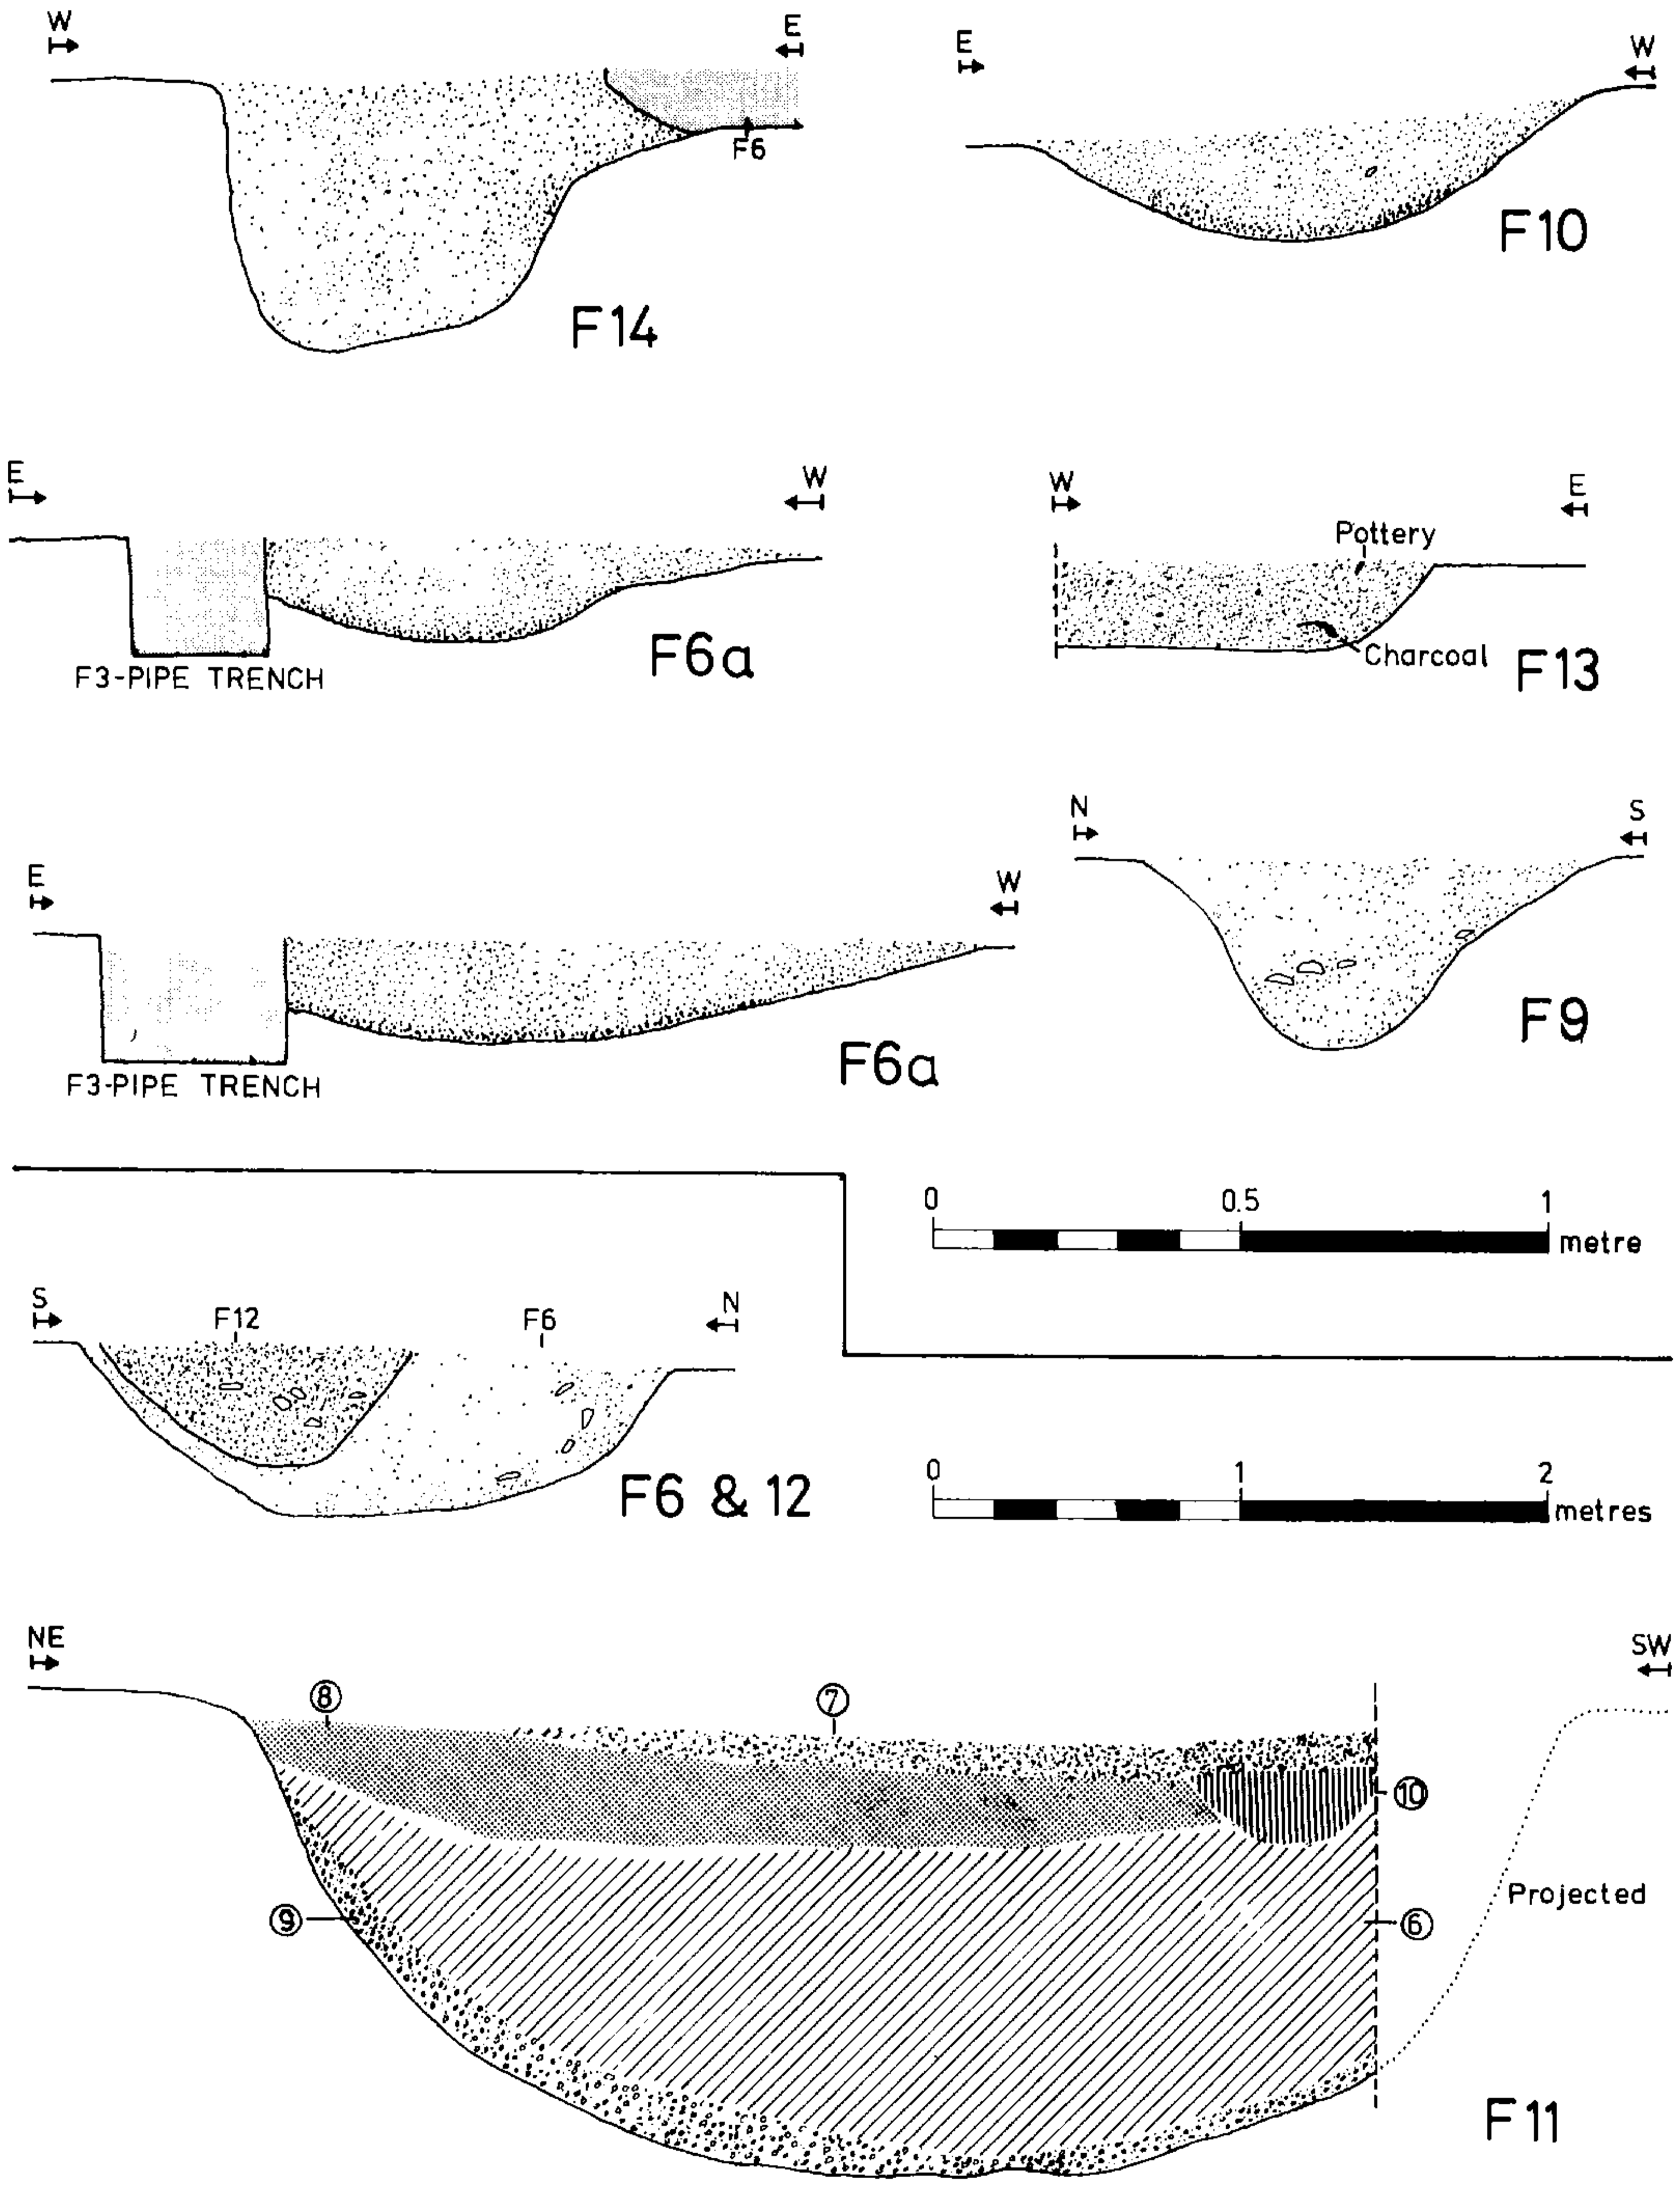 W E
F6
F14
E W
F10
E W
F3-PIPE TRENCH
F6a
W E
Pottery
Charcoal
F13
E W
F3-PIPE TRENCH
F6a
N S
F9
0 0.5 1
metre
S N
F12 F6
F6 & 12
0 1 2
metres
NE SW
⑧ ⑦
⑩
Projected
⑨ ⑥
F11